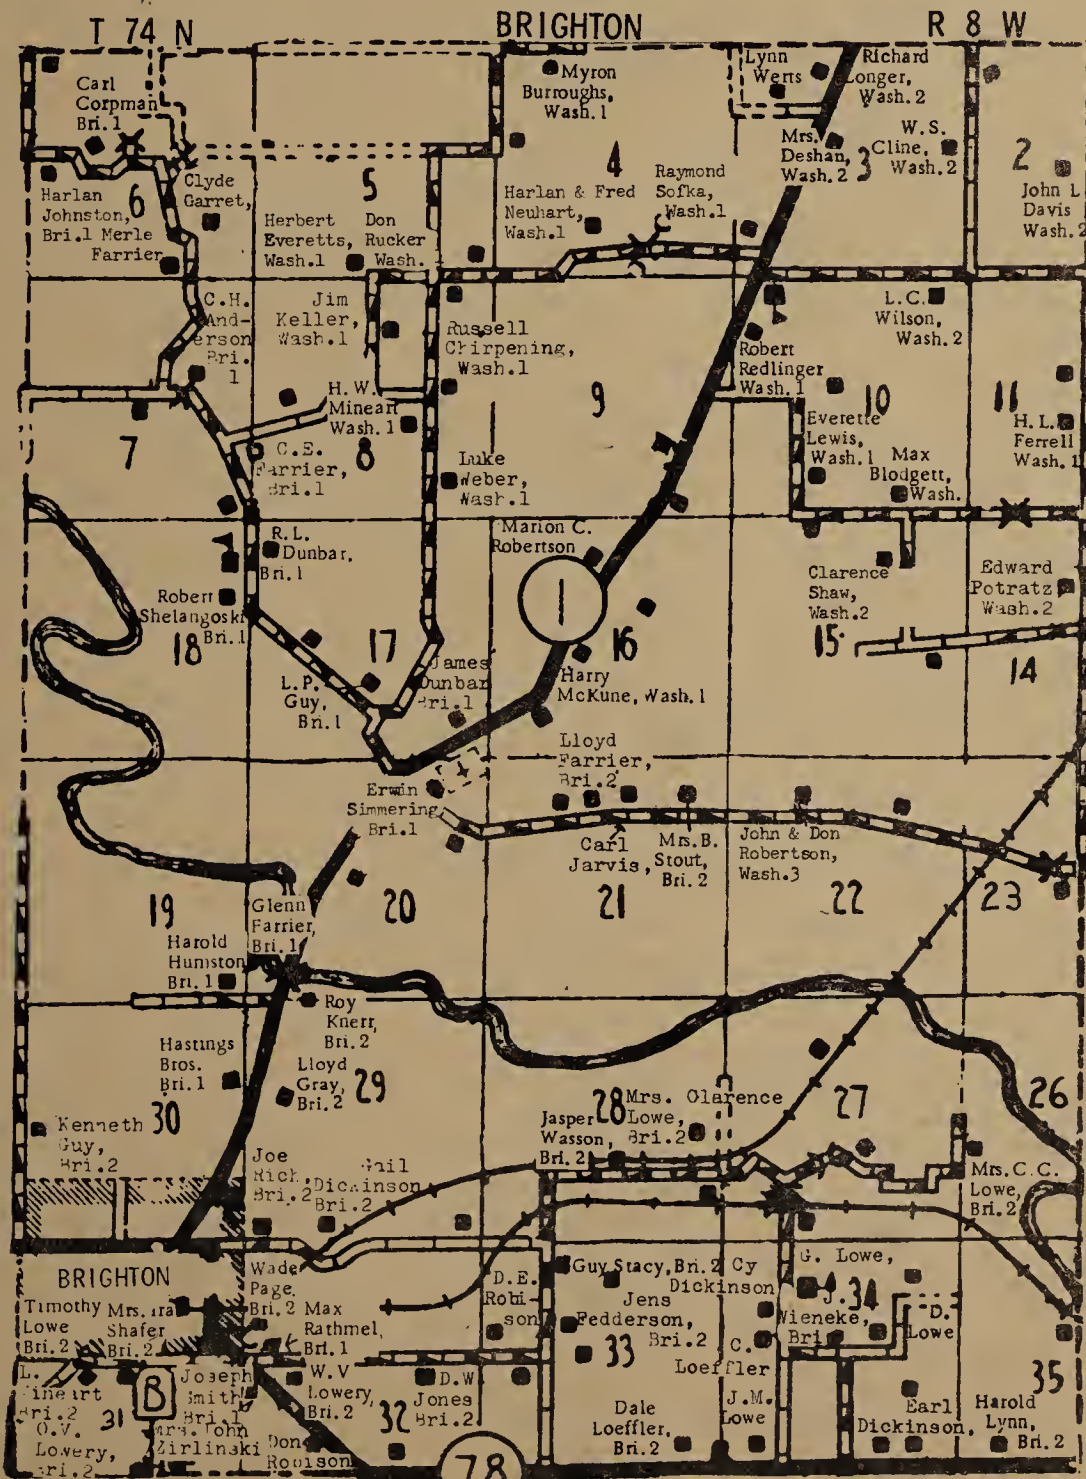 T 74 N
BRIGHTON
R 8 W
Carl
Corpman
Bri.1
Myron
Burroughs,
Wash.1
Lynn
Werts
Richard
Longer,
Wash.2
Mrs.
Deshan,
Wash.2
W.S.
Cline,
Wash.2
2
3
4
5
6
John L
Davis
Wash.2
Harlan
Johnston,
Bri.1
Merle
Farrier
Clyde
Garret,
Herbert
Everetts,
Wash.1
Don
Rucker
Wash.
Harlan & Fred
Neuhart,
Wash.1
Raymond
Sofka,
Wash.1
C.H.
And-
erson
Bri.
1
Jim
Keller,
Wash.1
Russell
Chirpening,
Wash.1
L.C.
Wilson,
Wash.2
Robert
Redlinger
Wash.1
H.W.
Mineart
Wash.1
7
8
9
10
11
C.E.
Farrier,
Bri.1
Luke
Weber,
Wash.1
Everette
Lewis,
Wash.1
Max
Blodgett,
Wash.
H.L.
Ferrell
Wash.1
R.L.
Dunbar,
Bri.1
Marion C.
Robertson
1
Robert
Shelangoski
Bri.1
Clarence
Shaw,
Wash.2
Edward
Potratz
Wash.2
18
17
16
15
14
L.P.
Guy,
Bri.1
James
Dunbar
Bri.1
Harry
McKune, Wash.1
Lloyd
Farrier,
Bri.2
Erwin
Simmering
Bri.1
Carl
Jarvis,
Mrs.B.
Stout,
Bri.2
John & Don
Robertson,
Wash.3
19
20
21
22
23
Glenn
Farrier,
Bri.1
Harold
Humston
Bri.1
Roy
Knerr,
Bri.2
Hastings
Bros.
Bri.1
Lloyd
Gray,
Bri.2
30
29
28
27
26
Kenneth
Guy,
Bri.2
Jasper
Wasson,
Bri.2
Mrs. Clarence
Lowe,
Bri.2
Joe
Rich,
Bri.2
Gail
Dickinson
Bri.2
Mrs.C.C.
Lowe,
Bri.2
BRIGHTON
Timothy
Lowe
Bri.2
Mrs. Ira
Shafer
Bri.2
Wade
Page,
Bri.2
Max
Rathmel,
Bri.1
D.E.
Robi-
son
Guy Stacy, Bri.2
Cy
Dickinson
Jens
Fedderson,
Bri.2
G. Lowe,
J.
Wieneke,
Bri
34
D.
Lowe
33
C.
Loeffler
L.
Bri.2
O.V.
Lowery,
Bri.2
31
B
Joseph
Smith
Bri.1
Mrs. John
Zirlinski
W.V
Lowery,
Bri.2
Don
Robison
32
D.W
Jones
Bri.2
78
Dale
Loeffler,
Bri.2
J.M.
Lowe
Earl
Dickinson,
Harold
Lynn,
Bri.2
35